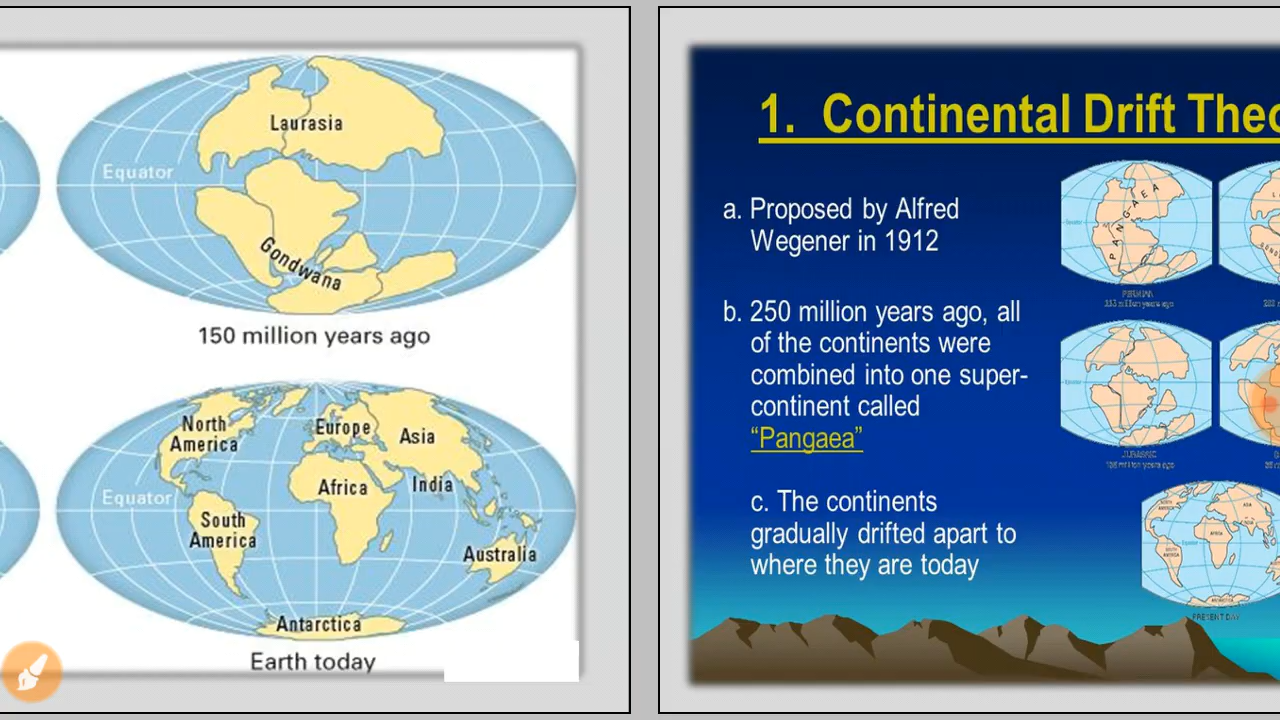 Laurasia
Equator
Gondwana
150 million years ago
North
America
Europe
Asia
Equator
Africa
India
South
America
Australia
Antarctica
Earth today
1. Continental Drift
a. Proposed by Alfred
Wegener in 1912
b. 250 million years ago, all
of the continents were
combined into one super-
continent called
“Pangaea”
c. The continents
gradually drifted apart to
where they are today
PANGAEA
PERMIAN
JURASSIC
PRESENT DAY